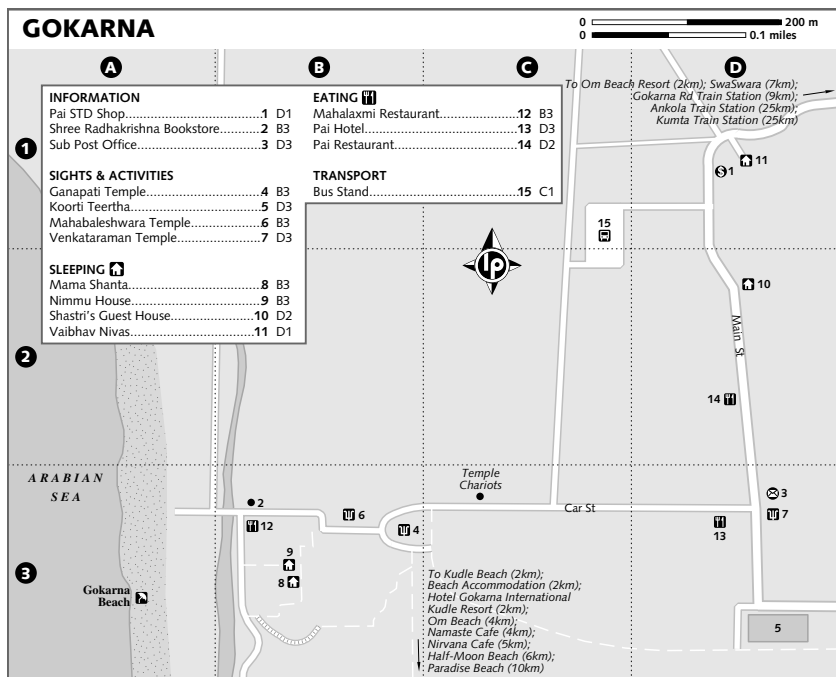 GOKARNA
0 200 m
0 0.1 miles
A
B
C
D
1
2
3
INFORMATION
Pai STD Shop.................................1 D1
Shree Radhakrishna Bookstore.....2 B3
Sub Post Office.............................3 D3
SIGHTS & ACTIVITIES
Ganapati Temple...........................4 B3
Koorti Teertha...............................5 D3
Mahabaleshwara Temple..............6 B3
Venkataraman Temple..................7 D3
SLEEPING
Mama Shanta................................8 B3
Nimmu House...............................9 B3
Shastri's Guest House.................10 D2
Vaibhav Nivas.............................11 D1
EATING
Mahalaxmi Restaurant................12 B3
Pai Hotel.....................................13 D3
Pai Restaurant............................14 D2
TRANSPORT
Bus Stand...................................15 C1
To Om Beach Resort (2km); SwaSwara (7km);
Gokarna Rd Train Station (9km);
Ankola Train Station (25km)
Kumta Train Station (25km)
11
1
15
lp
10
Main St
14
ARABIAN
SEA
Temple
Chariots
2
6
4
Car St
3
7
12
13
9
8
Gokarna
Beach
To Kudle Beach (2km);
Beach Accommodation (2km);
Hotel Gokarna International
Kudle Resort (2km);
Om Beach (4km);
Namaste Cafe (4km);
Nirvana Cafe (5km);
Half-Moon Beach (6km);
Paradise Beach (10km)
5